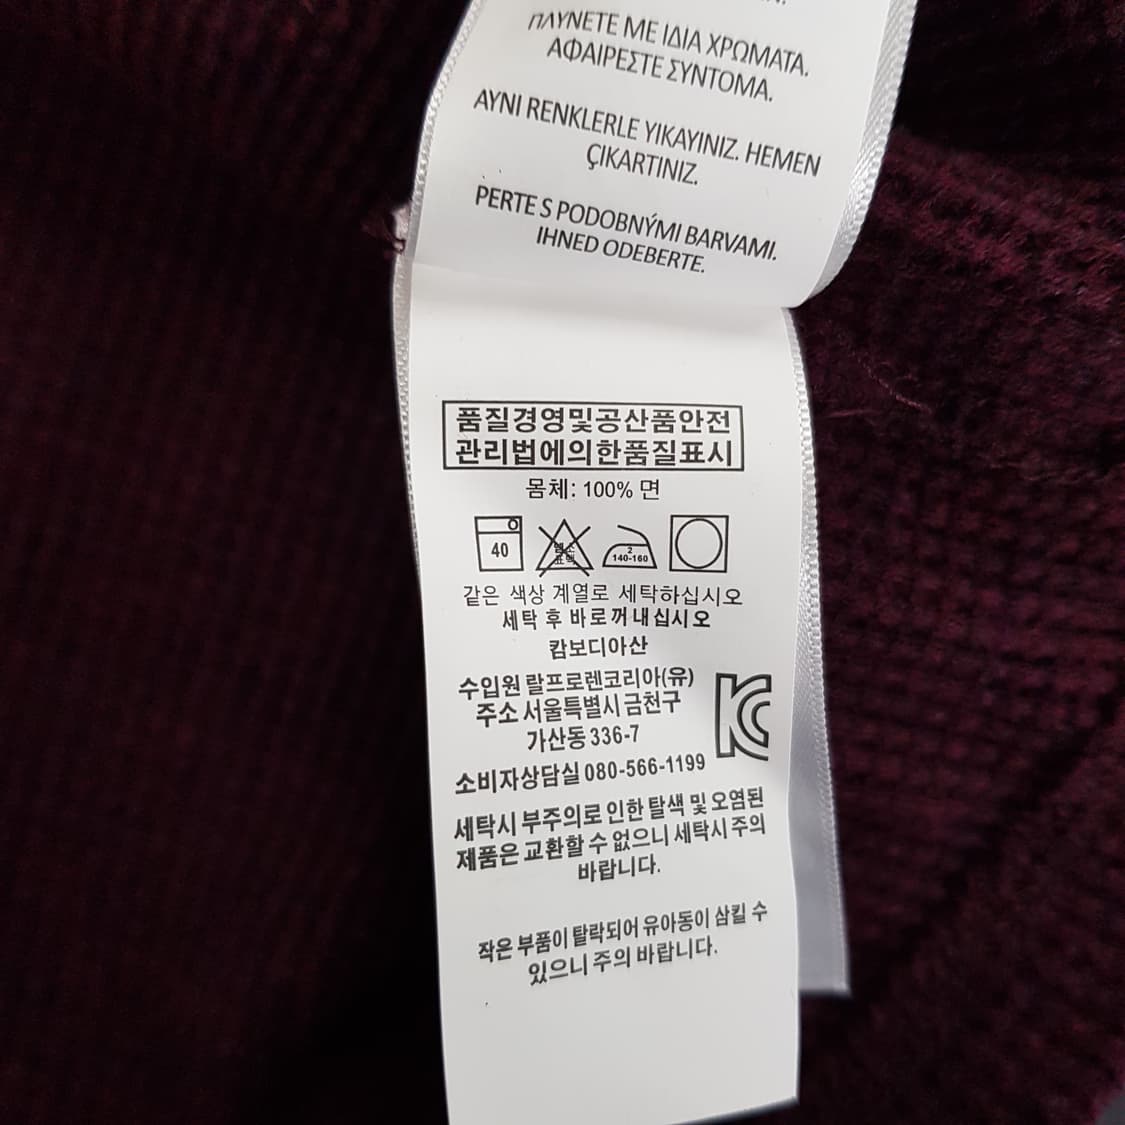 ΠΛΥΝΕΤΕ ΜΕ ΙΔΙΑ ΧΡΩΜΑΤΑ.
ΑΦΑΙΡΕΣΤΕ ΣΥΝΤΟΜΑ.
AYNI RENKLERLE YIKAYINIZ. HEMEN
ÇIKARTINIZ.
PERTE S PODOBNÝMI BARVAMI.
IHNED ODEBERTE.
품질경영및공산품안전
관리법에의한품질표시
몸체: 100% 면
40 염소 표백 2 140-160
같은 색상 계열로 세탁하십시오
세탁 후 바로꺼내십시오
캄보디아산
수입원 랄프로렌코리아(유)
주소 서울특별시 금천구
가산동 336-7
소비자상담실 080-566-1199
세탁시 부주의로 인한 탈색 및 오염된
제품은 교환할 수 없으니 세탁시 주의
바랍니다.
작은 부품이 탈락되어 유아동이 삼킬 수
있으니 주의 바랍니다.